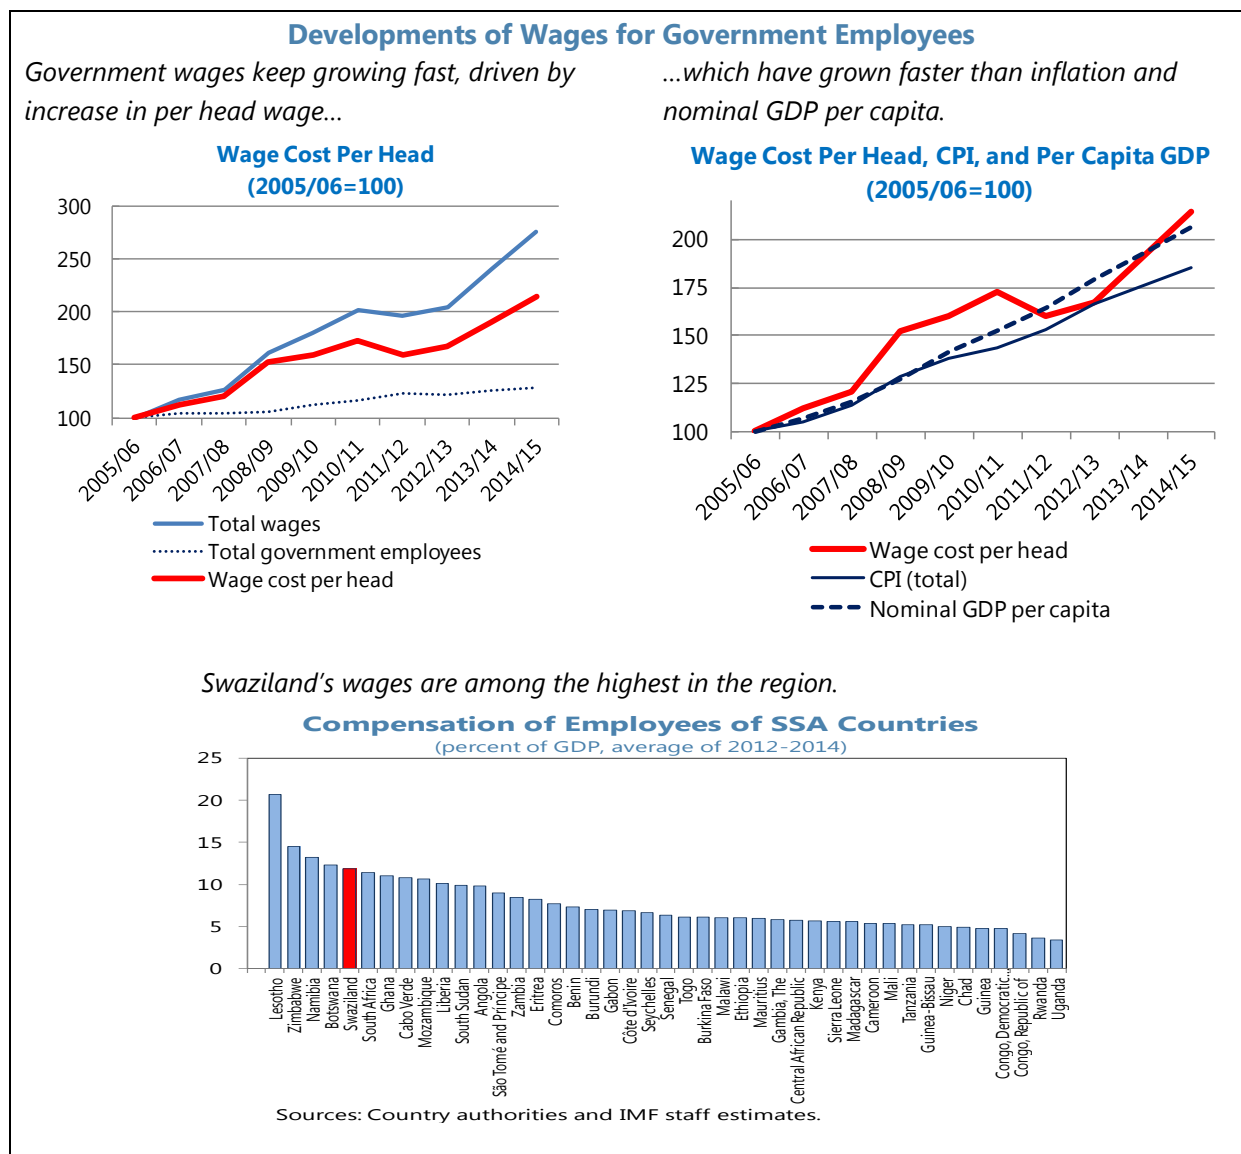 Developments of Wages for Government Employees
Government wages keep growing fast, driven by
increase in per head wage...
...which have grown faster than inflation and
nominal GDP per capita.
Wage Cost Per Head
(2005/06=100)
300
250
200
150
100
2005/06
2006/07
2007/08
2008/09
2009/10
2010/11
2011/12
2012/13
2013/14
2014/15
Total wages
Total government employees
Wage cost per head
Wage Cost Per Head, CPI, and Per Capita GDP
(2005/06=100)
200
175
150
125
100
2005/06
2006/07
2007/08
2008/09
2009/10
2010/11
2011/12
2012/13
2013/14
2014/15
Wage cost per head
CPI (total)
Nominal GDP per capita
Swaziland's wages are among the highest in the region.
Compensation of Employees of SSA Countries
(percent of GDP, average of 2012-2014)
25
20
15
10
5
0
Lesotho
Zimbabwe
Namibia
Botswana
Swaziland
South Africa
Ghana
Cabo Verde
Mozambique
Liberia
South Sudan
Angola
São Tomé and Príncipe
Zambia
Eritrea
Comoros
Benin
Burundi
Gabon
Côte d'Ivoire
Seychelles
Senegal
Togo
Burkina Faso
Malawi
Ethiopia
Mauritius
Gambia, The
Central African Republic
Kenya
Sierra Leone
Madagascar
Cameroon
Mali
Tanzania
Guinea-Bissau
Niger
Chad
Guinea
Congo, Democratic...
Congo, Republic of
Rwanda
Uganda
Sources: Country authorities and IMF staff estimates.